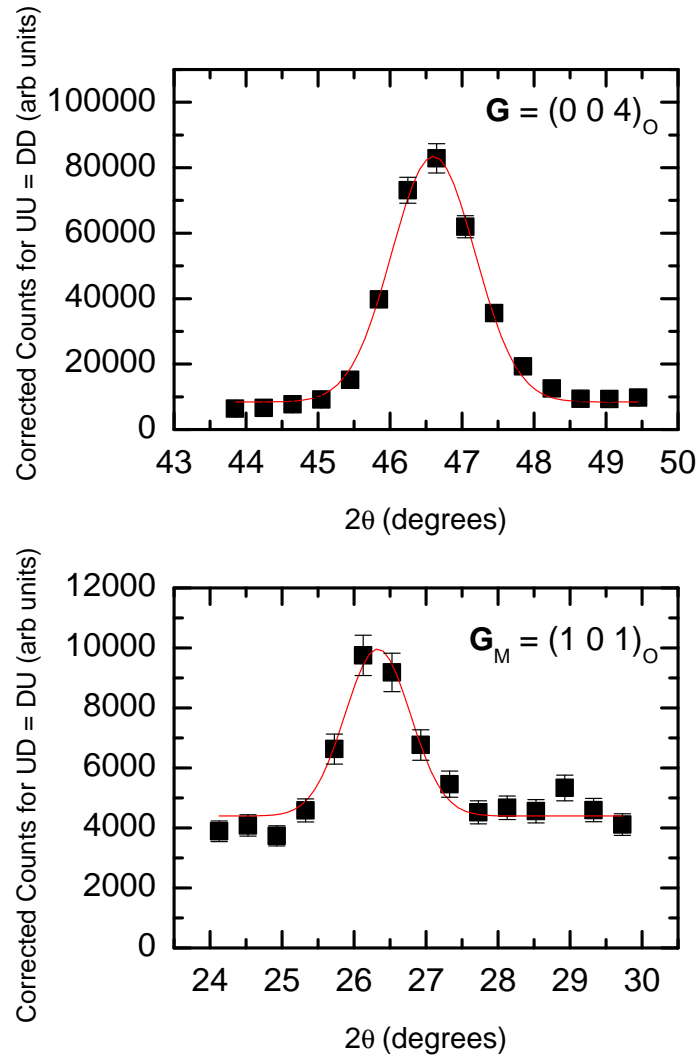 Corrected Counts for UU = DD (arb units)
100000
80000
60000
40000
20000
0
G = (0 0 4)O
43 44 45 46 47 48 49 50
2θ (degrees)
Corrected Counts for UD = DU (arb units)
12000
10000
8000
6000
4000
2000
0
GM = (1 0 1)O
24 25 26 27 28 29 30
2θ (degrees)